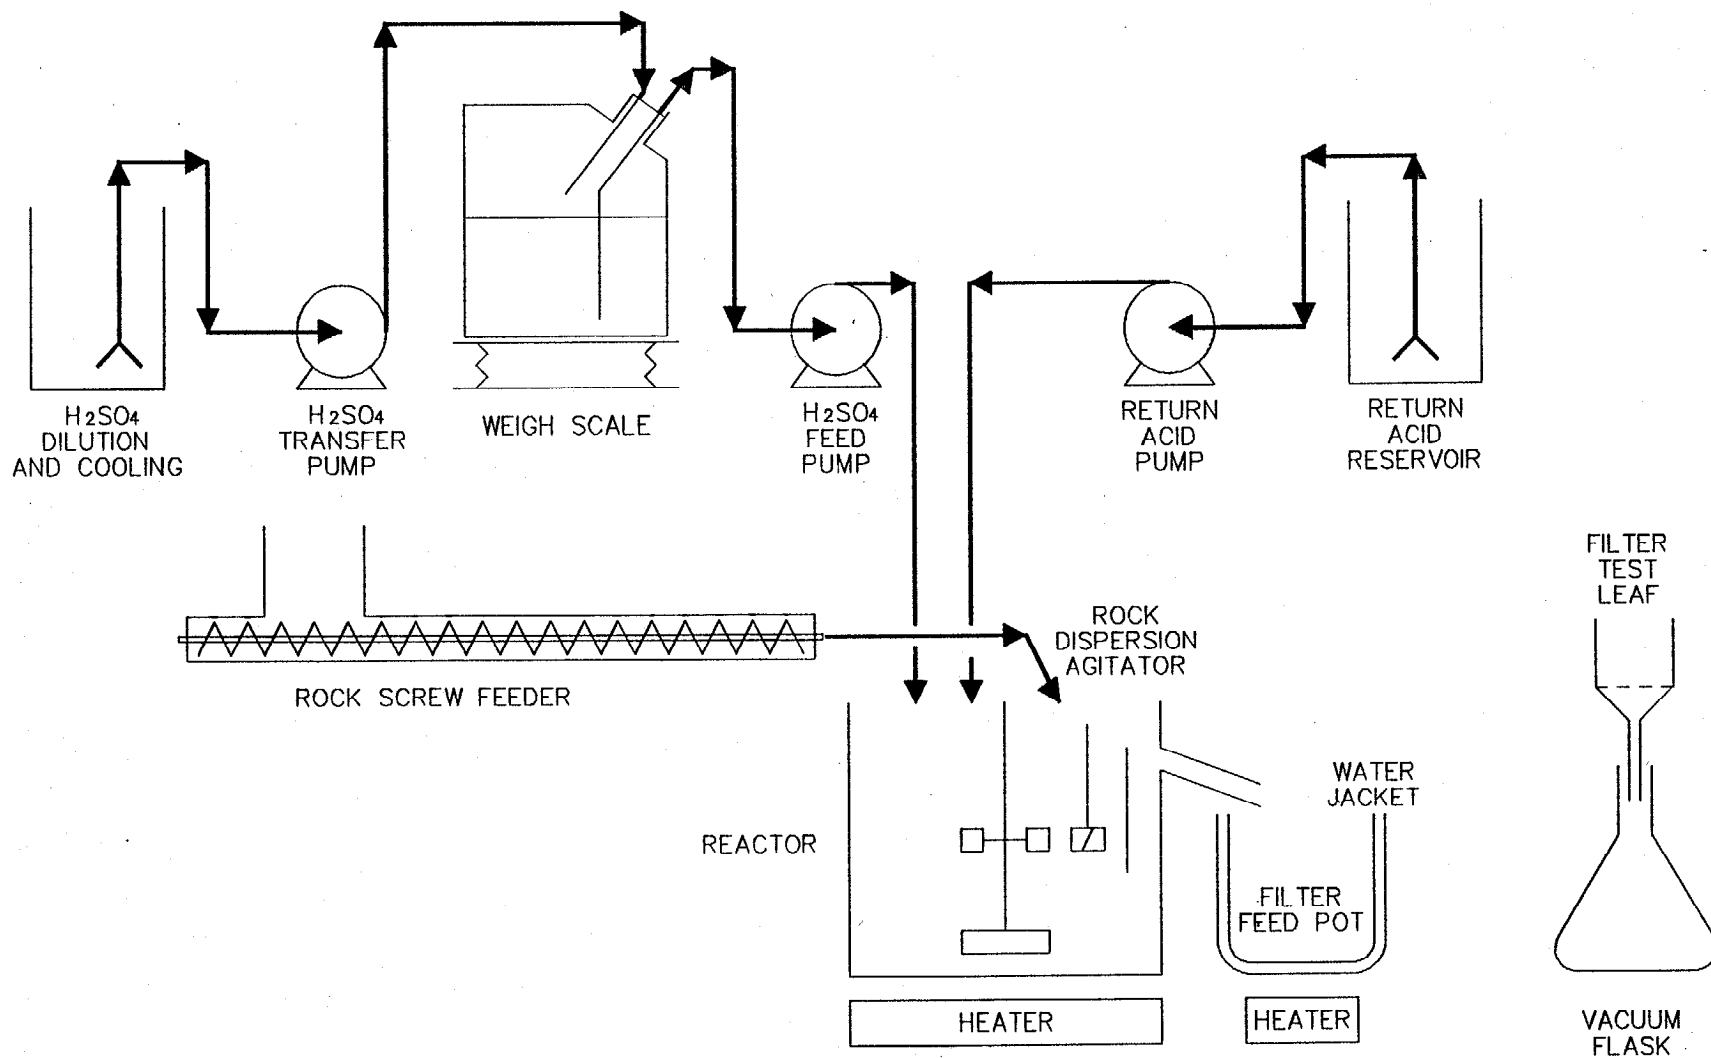 H2SO4
DILUTION
AND COOLING
H2SO4
TRANSFER
PUMP
WEIGH SCALE
H2SO4
FEED
PUMP
RETURN
ACID
PUMP
RETURN
ACID
RESERVOIR
ROCK SCREW FEEDER
ROCK
DISPERSION
AGITATOR
FILTER
TEST
LEAF
REACTOR
WATER
JACKET
FILTER
FEED POT
HEATER
HEATER
VACUUM
FLASK